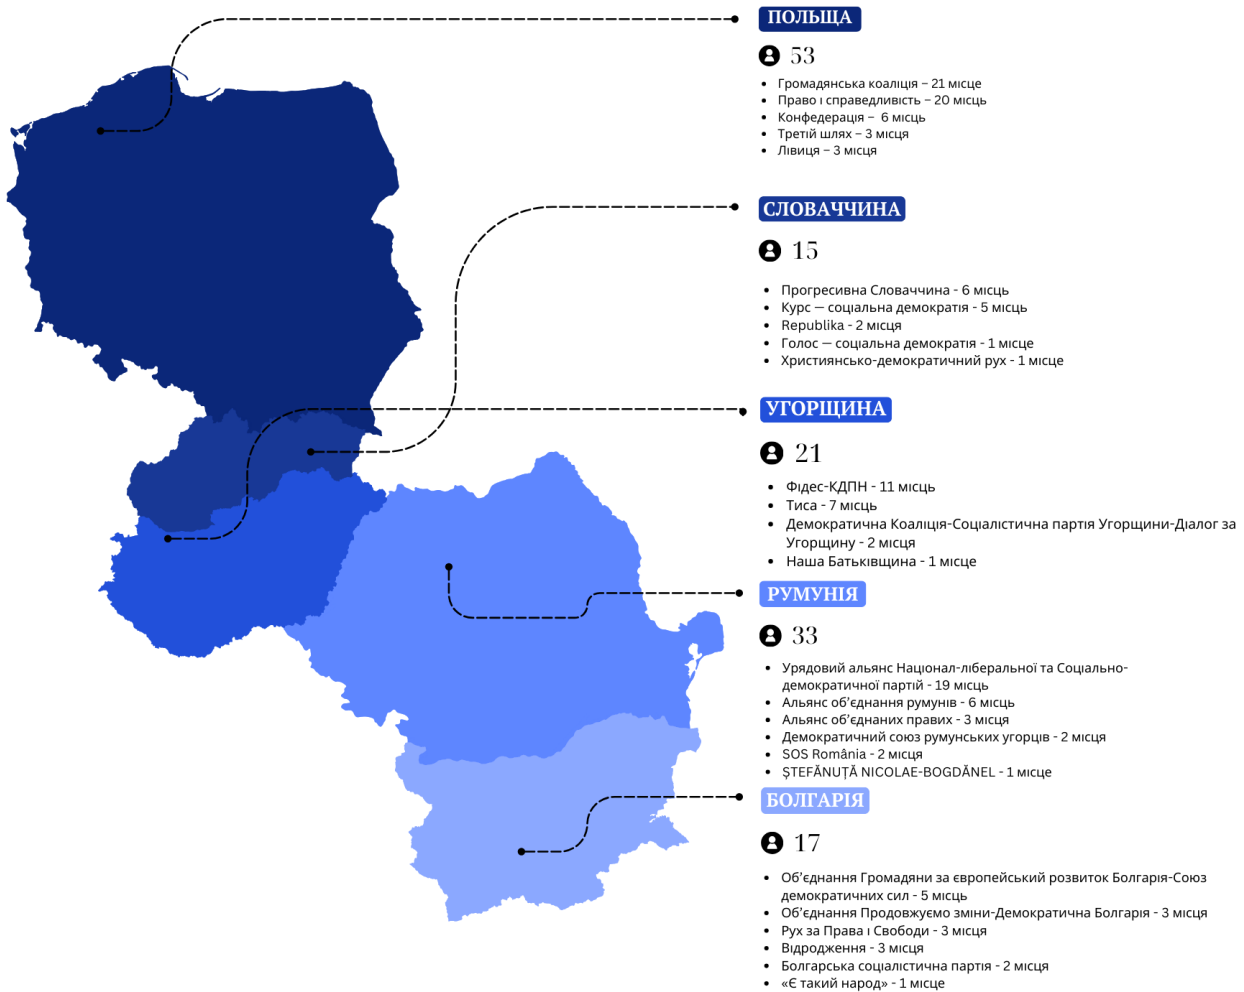 ПОЛЬЩА
53
• Громадянська коаліція – 21 місце
• Право і справедливість – 20 місць
• Конфедерація – 6 місць
• Третій шлях – 3 місця
• Лівиця – 3 місця
СЛОВАЧЧИНА
15
• Прогресивна Словаччина - 6 місць
• Курс — соціальна демократія - 5 місць
• Republika - 2 місця
• Голос — соціальна демократія - 1 місце
• Християнсько-демократичний рух - 1 місце
УГОРЩИНА
21
• Фідес-КДПН - 11 місць
• Тиса - 7 місць
• Демократична Коаліція-Соціалістична партія Угорщини-Діалог за
Угорщину - 2 місця
• Наша Батьківщина - 1 місце
РУМУНІЯ
33
• Урядовий альянс Націонал-ліберальної та Соціально-
демократичної партій - 19 місць
• Альянс об’єднання румунів - 6 місць
• Альянс об’єднаних правих - 3 місця
• Демократичний союз румунських угорців - 2 місця
• SOS România - 2 місця
• ȘTEFĂNUȚĂ NICOLAE-BOGDĂNEL - 1 місце
БОЛГАРІЯ
17
• Об’єднання Громадяни за європейський розвиток Болгарія-Союз
демократичних сил - 5 місць
• Об’єднання Продовжуємо зміни-Демократична Болгарія - 3 місця
• Рух за Права і Свободи - 3 місця
• Відродження - 3 місця
• Болгарська соціалістична партія - 2 місця
• «Є такий народ» - 1 місце